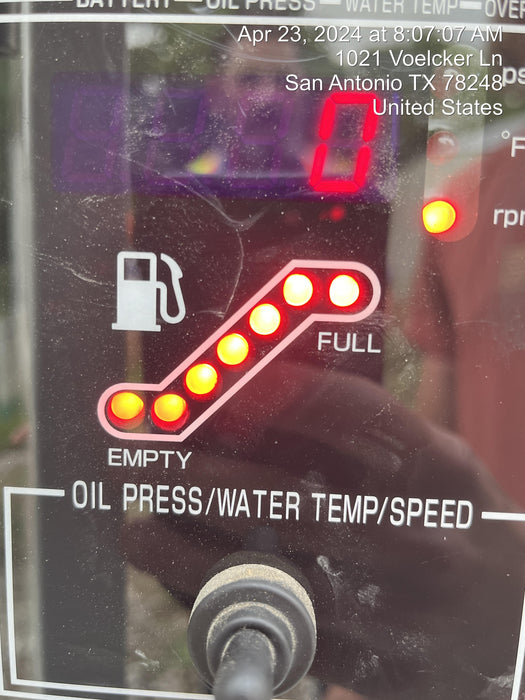 BATTERY OIL PRESS WATER TEMP
Apr 23, 2024 at 8:07:07 AM
1021 Voelcker Ln
San Antonio TX 78248
United States
0
°F
EMPTY
FULL
OIL PRESS/WATER TEMP/SPEED